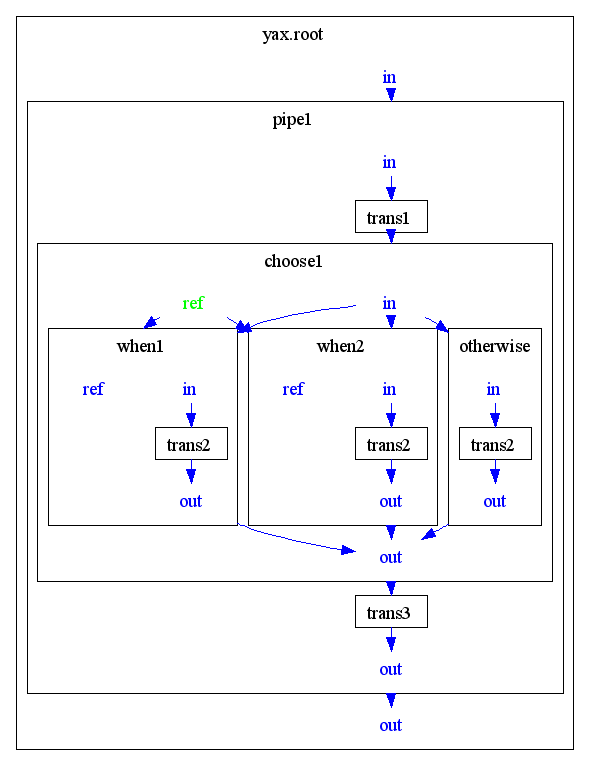 yax.root
in
pipe1
in
trans1
choose1
ref in
when1 when2 otherwise
ref in ref in in
trans2 trans2 trans2
out out out
out
trans3
out
out